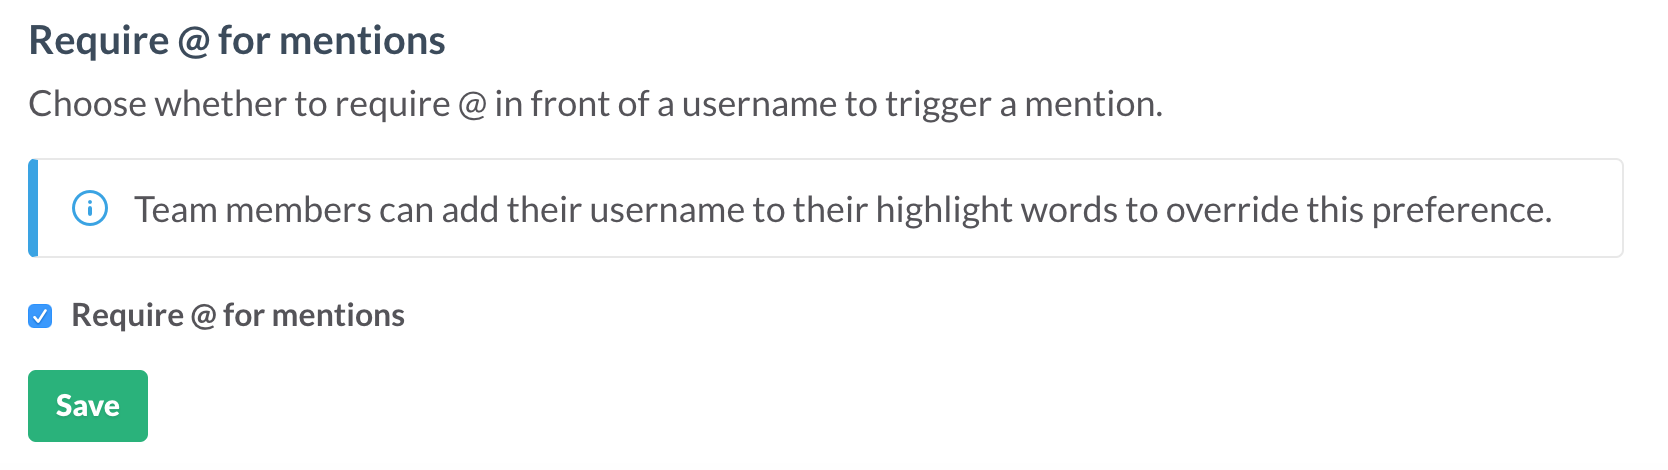 Require @ for mentions
Choose whether to require @ in front of a username to trigger a mention.
Team members can add their username to their highlight words to override this preference.
Require @ for mentions
Save